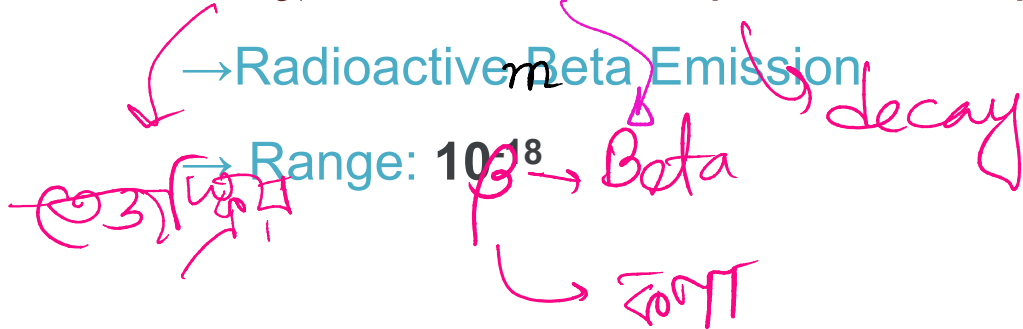 →Radioactive Beta Emission
m
decay
→ Range: 10⁻¹⁸
β → Beta
তেজস্ক্রিয়
কণা